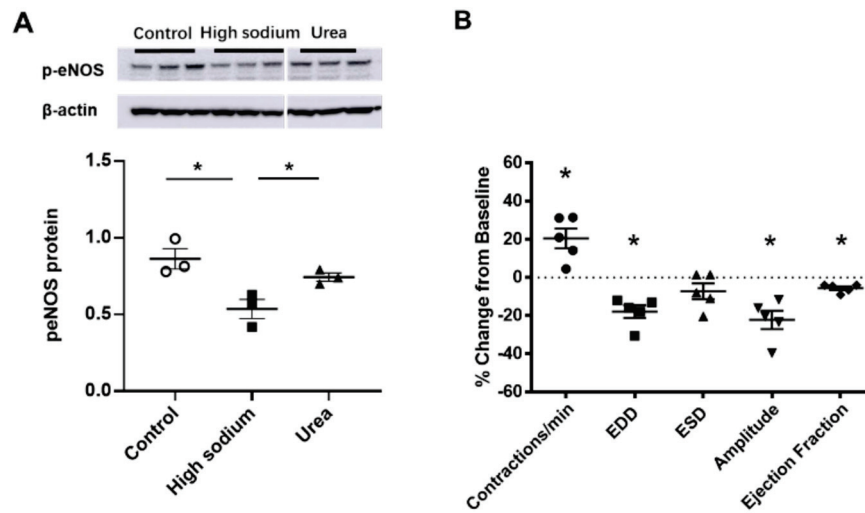 A
Control High sodium Urea
p-eNOS
β-actin
1.5
1.0
0.5
0.0
peNOS protein
* *
Control
High sodium
Urea
B
60
40
20
0
-20
-40
-60
% Change from Baseline
* * * *
Contractions/min
EDD
ESD
Amplitude
Ejection Fraction